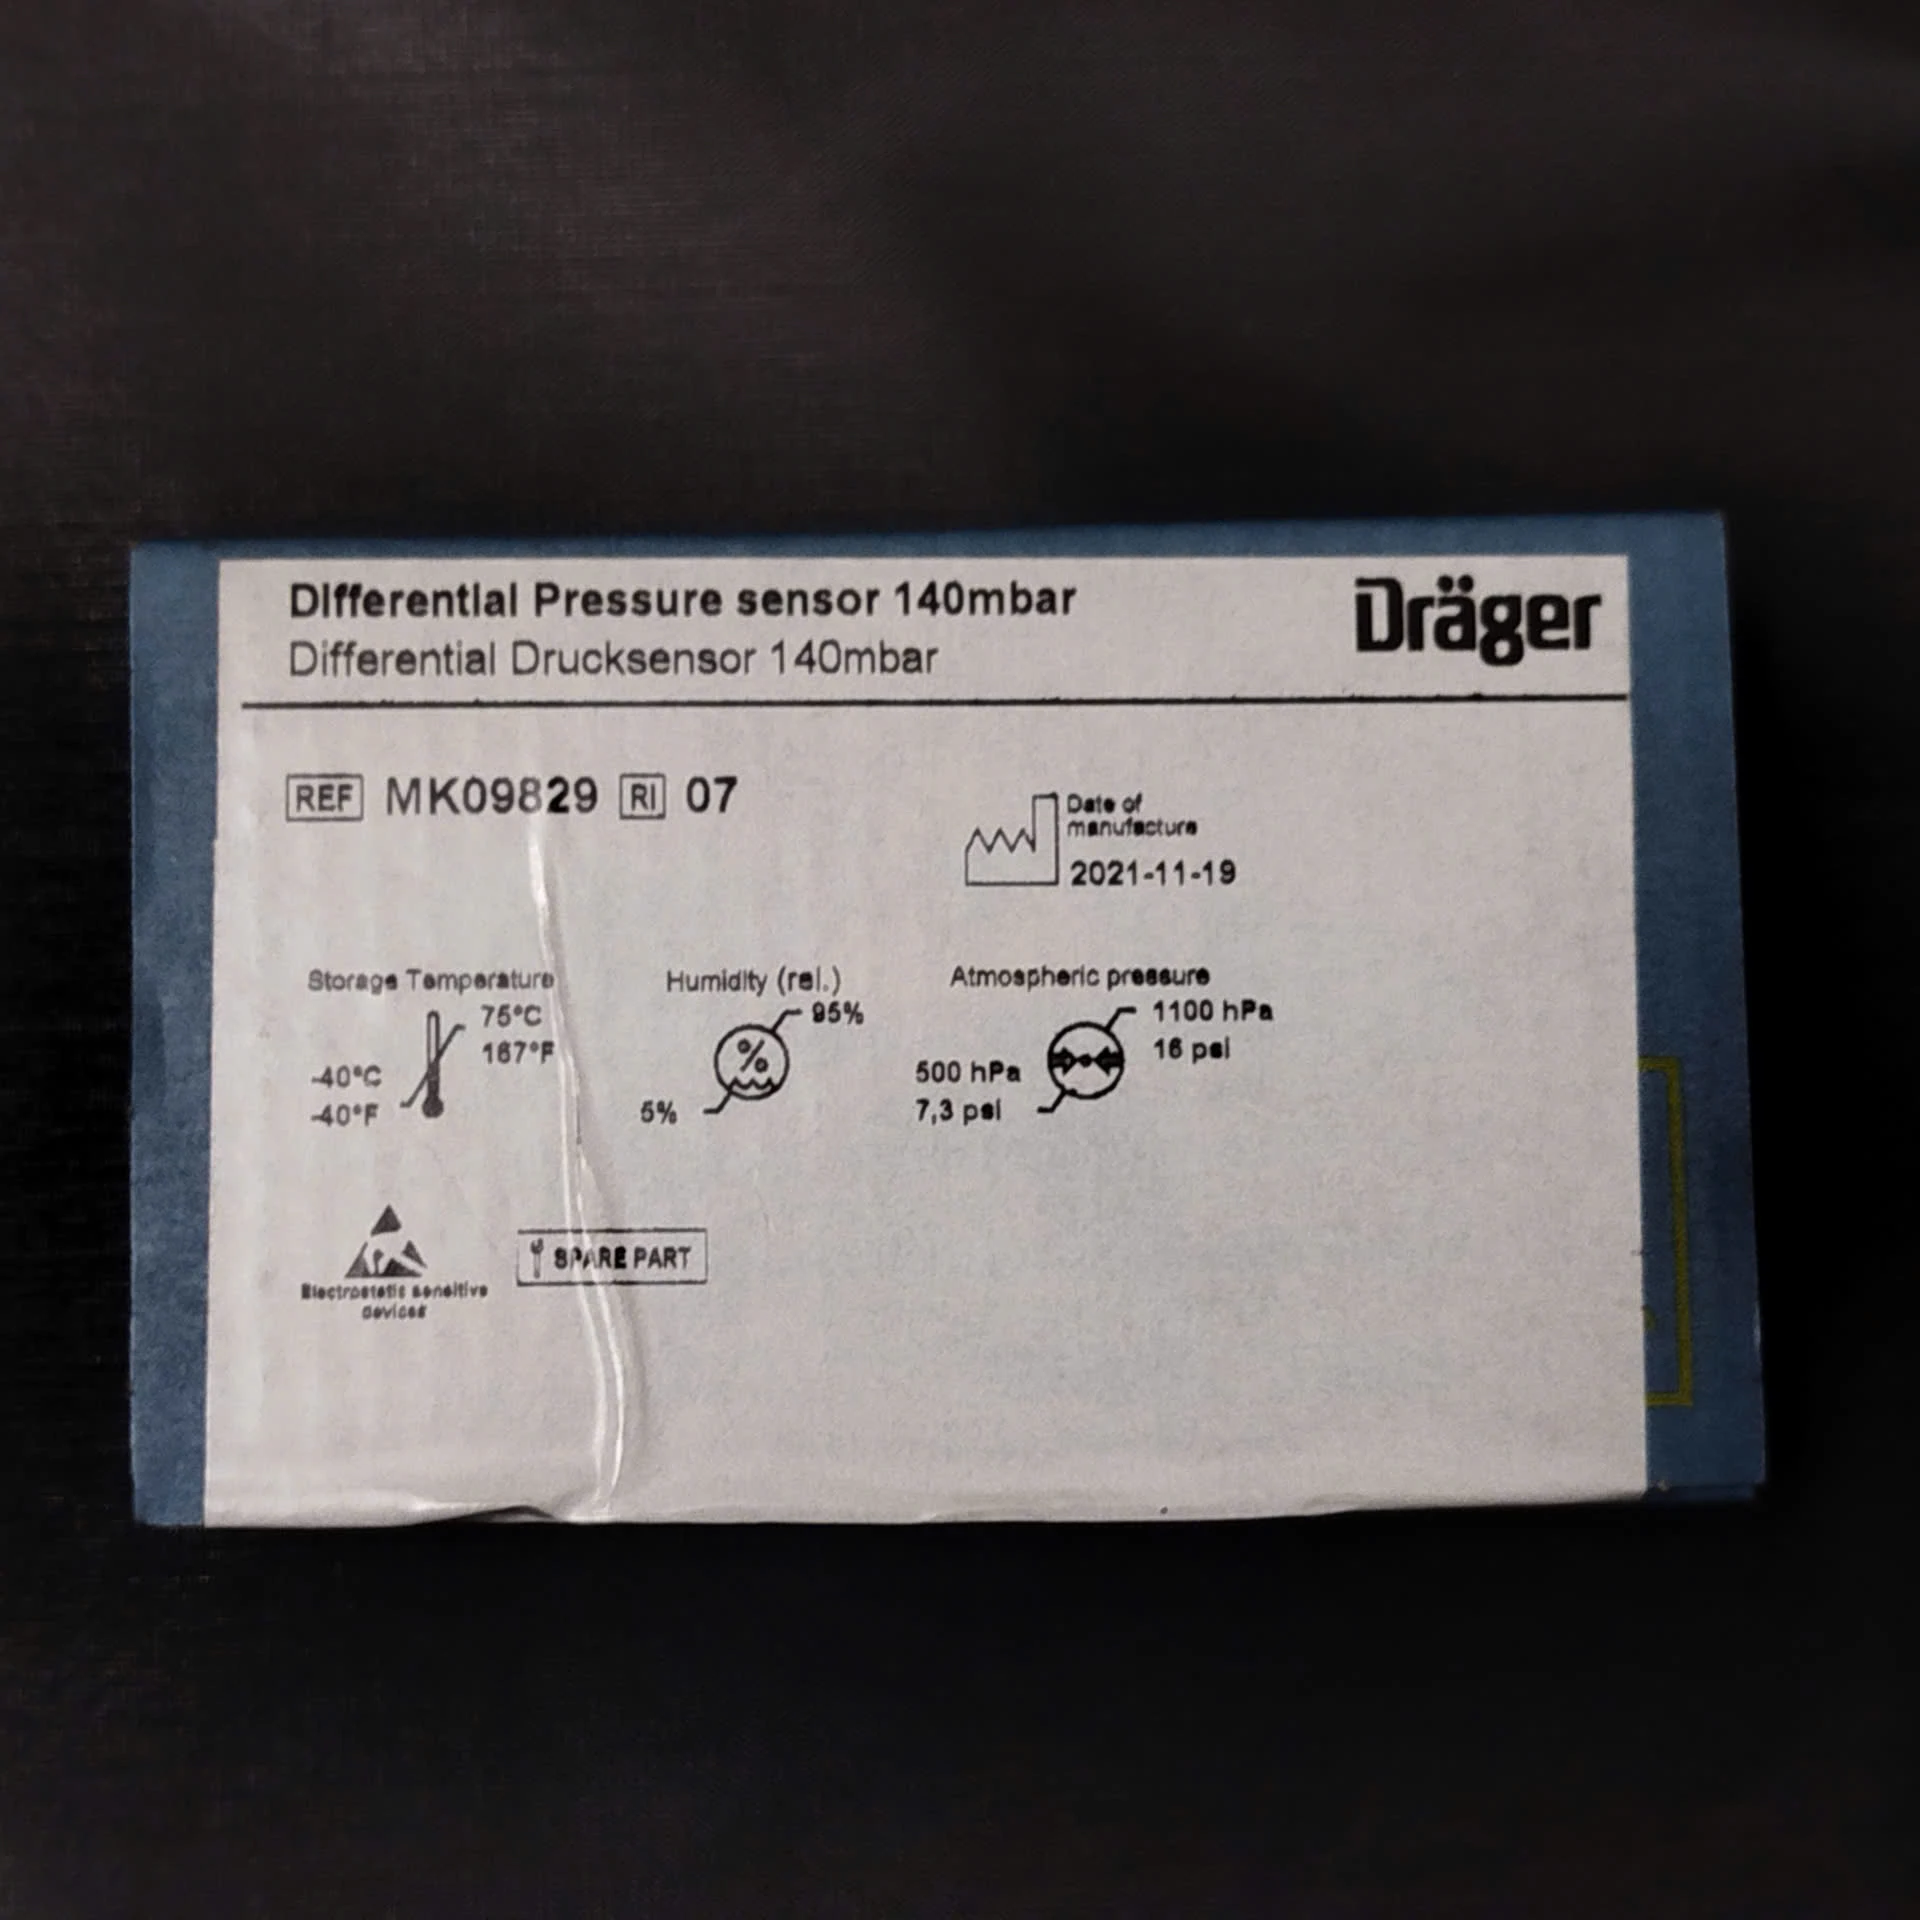 Differential Pressure sensor 140mbar
Differential Drucksensor 140mbar
Dräger
REF MK09829 RI 07
Date of
manufacture
2021-11-19
Storage Temperature
75°C
167°F
-40°C
-40°F
Humidity (rel.)
95%
%
5%
Atmospheric pressure
1100 hPa
16 psi
500 hPa
7,3 psi
Electrostatic sensitive
devices
SPARE PART